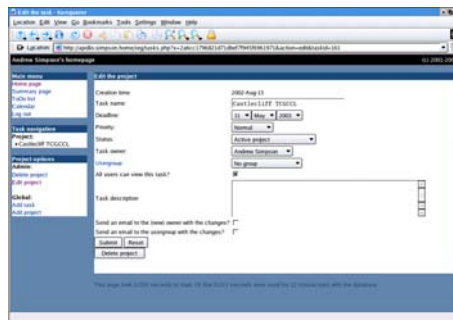 Edit the task - Konqueror
Location Edit View Go Bookmarks Tools Settings Window Help
Location:
Andrew Simpson's homepage
Main menu
Home page
Summary page
ToDo list
Calendar
Log out
Task navigation
Project:
Castlecliff TCGCCL
Project options
Admin:
Delete project
Edit project
Global:
Add task
Add project
Edit the project
Creation time 2002-Aug-15
Task name: Castlecliff TCGCCL
Deadline: 31 May 2003
Priority: Normal
Status: Active project
Task owner Andrew Simpson
Usergroup No group
All users can view this task?
Task description
Send an email to the (new) owner with the changes?
Send an email to the usergroup with the changes?
Submit Reset
Delete project